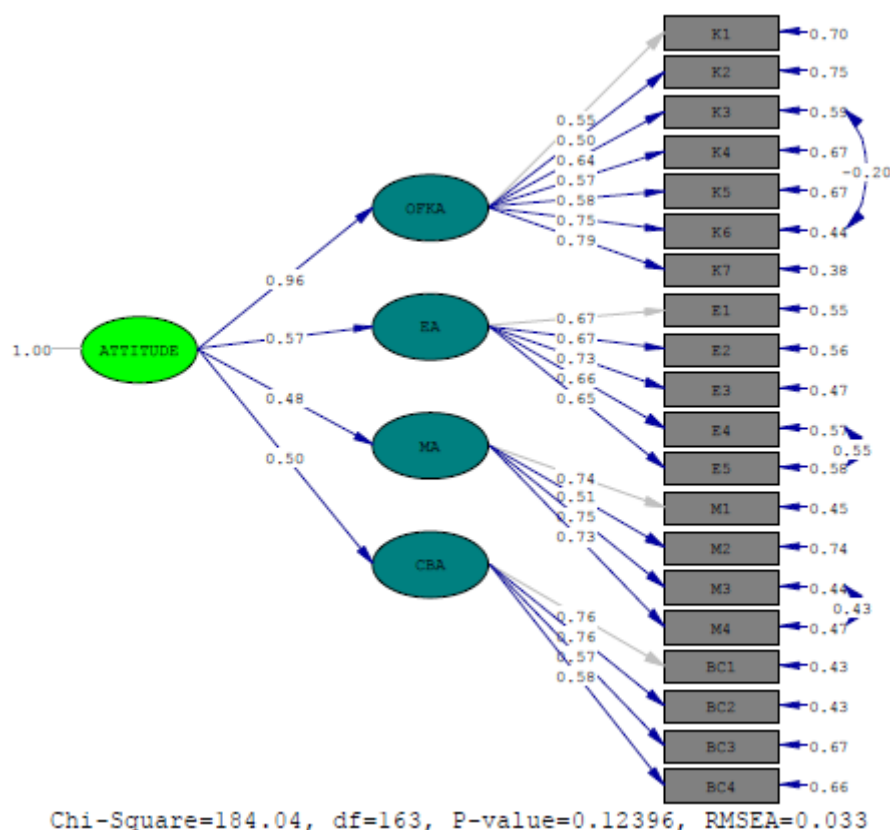 K1 0.70
K2 0.75
K3 0.59
K4 0.67
-0.20
K5 0.67
K6 0.44
K7 0.38
E1 0.55
E2 0.56
E3 0.47
E4 0.57
0.55
E5 0.58
M1 0.45
M2 0.74
M3 0.44
0.43
M4 0.47
BC1 0.43
BC2 0.43
BC3 0.67
BC4 0.66
0.55
0.50
0.64
0.57
0.58
0.75
0.79
OFKA
0.96
0.67
0.67
0.73
0.66
0.65
EA
0.57
1.00 ATTITUDE
0.48
MA
0.74
0.51
0.75
0.73
0.50
CBA
0.76
0.76
0.57
0.58
Chi-Square=184.04, df=163, P-value=0.12396, RMSEA=0.033